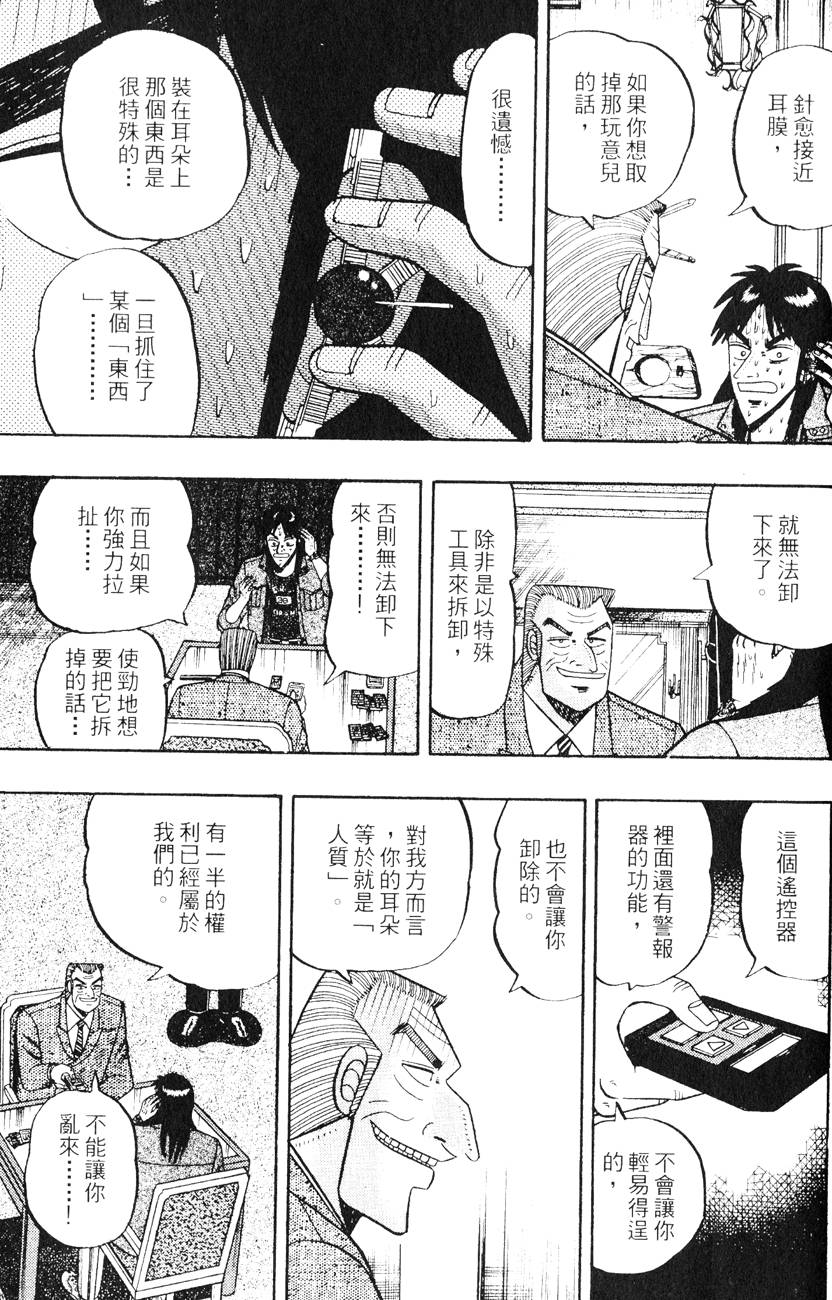 針愈接近
耳膜，
如果你想取
掉那玩意兒
的話，
很遺憾………
裝在耳朵上
那個東西是
很特殊的…
一旦抓住了
某個「東西
」………
就無法卸
下來了。
除非是以特殊
工具來拆卸，
否則無法卸下
來……！
而且如果
你強力拉
扯……
使勁地想
要把它拆
掉的話…
這個遙控器
裡面還有警報
器的功能，
不會讓你
輕易得逞
的，
也不會讓你
卸除的。
對我方而言
，你的耳朵
等於就是「
人質」。
有一半的權
利已經屬於
我們的。
不能讓你
亂來……！